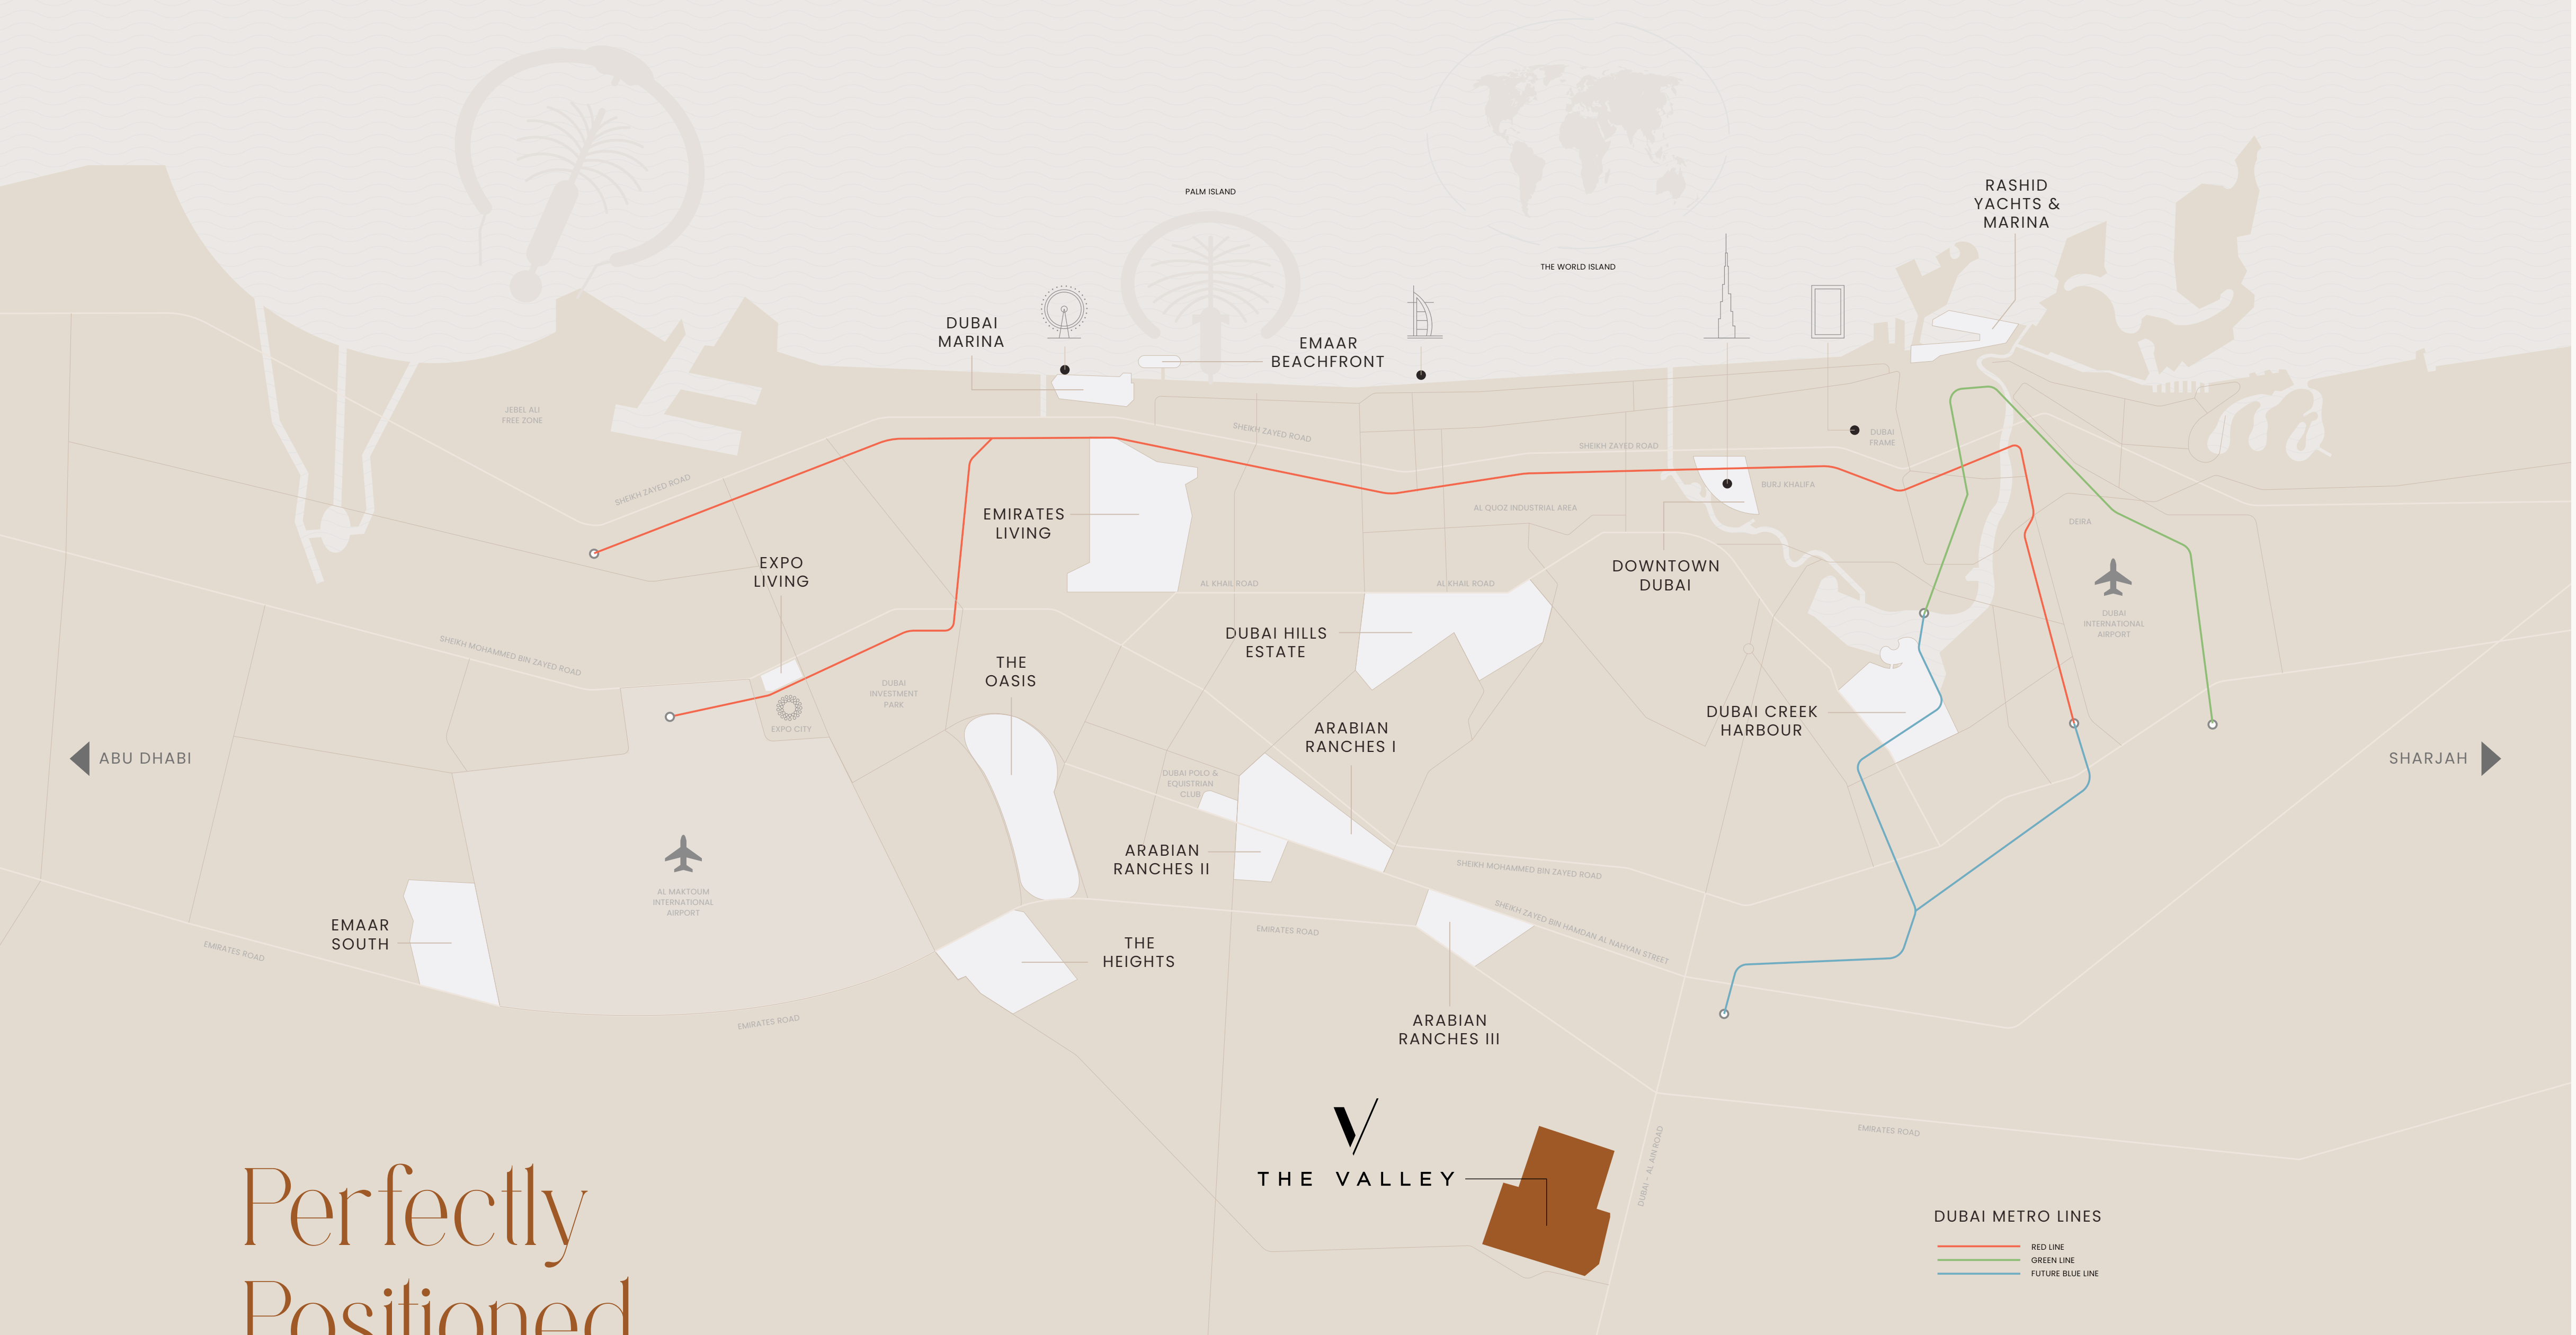 PALM ISLAND
THE WORLD ISLAND
RASHID
YACHTS &
MARINA
DUBAI
MARINA
EMAAR
BEACHFRONT
JEBEL ALI
FREE ZONE
SHEIKH ZAYED ROAD
SHEIKH ZAYED ROAD
SHEIKH ZAYED ROAD
DUBAI
FRAME
BURJ KHALIFA
AL QUOZ INDUSTRIAL AREA
DEIRA
EMIRATES
LIVING
EXPO
LIVING
DOWNTOWN
DUBAI
AL KHAIL ROAD
AL KHAIL ROAD
DUBAI
INTERNATIONAL
AIRPORT
DUBAI HILLS
ESTATE
SHEIKH MOHAMMED BIN ZAYED ROAD
THE
OASIS
DUBAI
INVESTMENT
PARK
EXPO CITY
DUBAI CREEK
HARBOUR
ARABIAN
RANCHES I
ABU DHABI
SHARJAH
DUBAI POLO &
EQUESTRIAN
CLUB
ARABIAN
RANCHES II
SHEIKH MOHAMMED BIN ZAYED ROAD
AL MAKTOUM
INTERNATIONAL
AIRPORT
SHEIKH ZAYED BIN HAMDAN AL NAHYAN STREET
EMAAR
SOUTH
EMIRATES ROAD
EMIRATES ROAD
THE
HEIGHTS
EMIRATES ROAD
ARABIAN
RANCHES III
EMIRATES ROAD
DUBAI - AL AIN ROAD
THE VALLEY
Perfectly
Positioned
DUBAI METRO LINES
RED LINE
GREEN LINE
FUTURE BLUE LINE